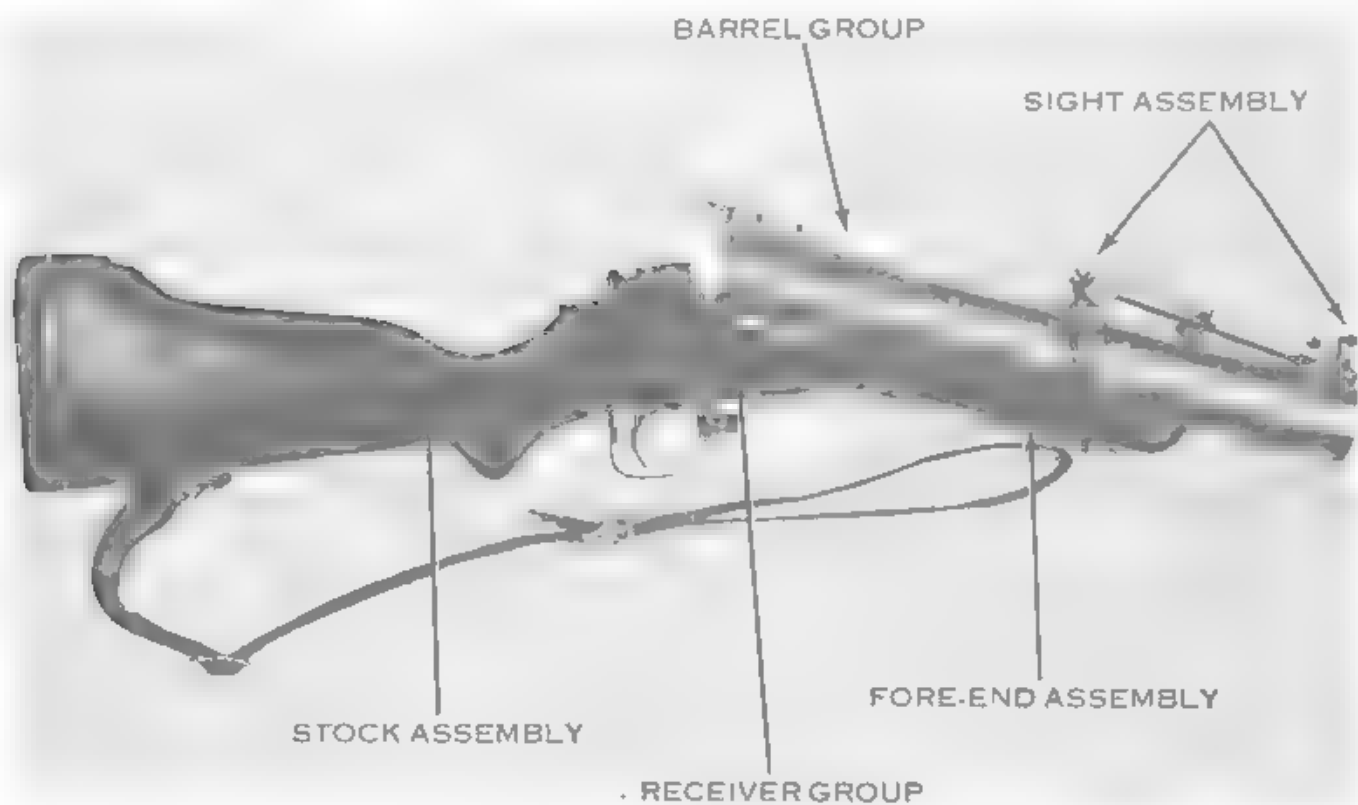 BARREL GROUP
SIGHT ASSEMBLY
FORE-END ASSEMBLY
STOCK ASSEMBLY
. RECEIVER GROUP